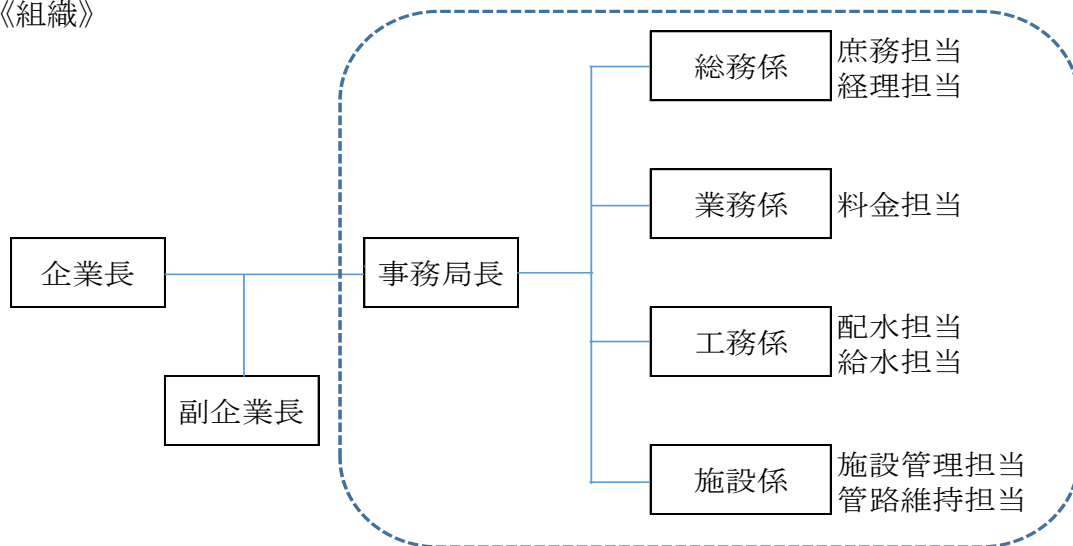 《組織》
総務係
庶務担当
経理担当
業務係
料金担当
企業長
事務局長
副企業長
工務係
配水担当
給水担当
施設係
施設管理担当
管路維持担当